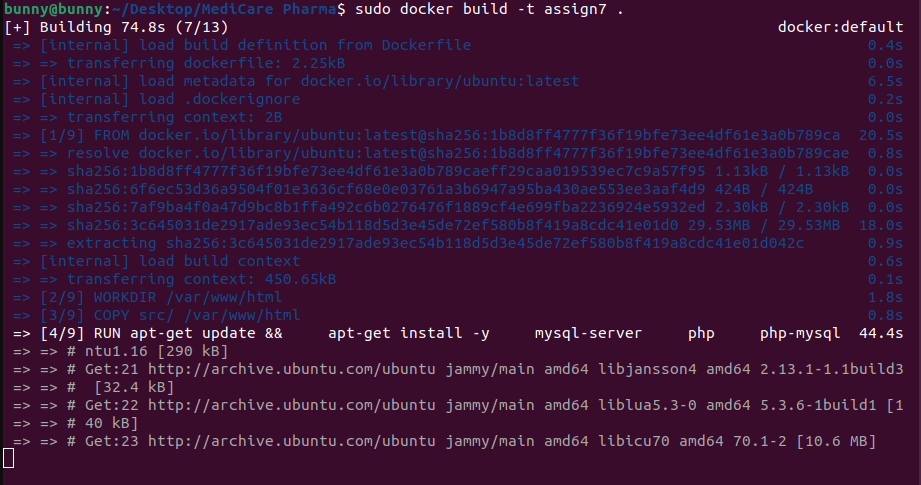 bunny@bunny:~/Desktop/MediCare Pharma$ sudo docker build -t assign7 .
[+] Building 74.8s (7/13) docker:default
=> [internal] load build definition from Dockerfile 0.4s
=> => transferring dockerfile: 2.25kB 0.0s
=> [internal] load metadata for docker.io/library/ubuntu:latest 6.5s
=> [internal] load .dockerignore 0.2s
=> => transferring context: 2B 0.0s
=> [1/9] FROM docker.io/library/ubuntu:latest@sha256:1b8d8ff4777f36f19bfe73ee4df61e3a0b789ca 20.5s
=> => resolve docker.io/library/ubuntu:latest@sha256:1b8d8ff4777f36f19bfe73ee4df61e3a0b789cae 0.8s
=> => sha256:1b8d8ff4777f36f19bfe73ee4df61e3a0b789caeff29caa019539ec7c9a57f95 1.13kB / 1.13kB 0.0s
=> => sha256:6f6ec53d36a9504f01e3636cf68e0e03761a3b6947a95ba430ae553ee3aaf4d9 424B / 424B 0.0s
=> => sha256:7af9ba4f0a47d9bc8b1ffa492c6b0276476f1889cf4e699fba2236924e5932ed 2.30kB / 2.30kB 0.0s
=> => sha256:3c645031de2917ade93ec54b118d5d3e45de72ef580b8f419a8cdc41e01d0 29.53MB / 29.53MB 18.0s
=> => extracting sha256:3c645031de2917ade93ec54b118d5d3e45de72ef580b8f419a8cdc41e01d042c 0.9s
=> [internal] load build context 0.6s
=> => transferring context: 450.65kB 0.1s
=> [2/9] WORKDIR /var/www/html 1.8s
=> [3/9] COPY src/ /var/www/html 0.8s
=> [4/9] RUN apt-get update &&     apt-get install -y     mysql-server     php     php-mysql 44.4s
=> => # ntu1.16 [290 kB]
=> => # Get:21 http://archive.ubuntu.com/ubuntu jammy/main amd64 libjansson4 amd64 2.13.1-1.1build3
=> => #  [32.4 kB]
=> => # Get:22 http://archive.ubuntu.com/ubuntu jammy/main amd64 liblua5.3-0 amd64 5.3.6-1build1 [1
=> => # 40 kB]
=> => # Get:23 http://archive.ubuntu.com/ubuntu jammy/main amd64 libicu70 amd64 70.1-2 [10.6 MB]